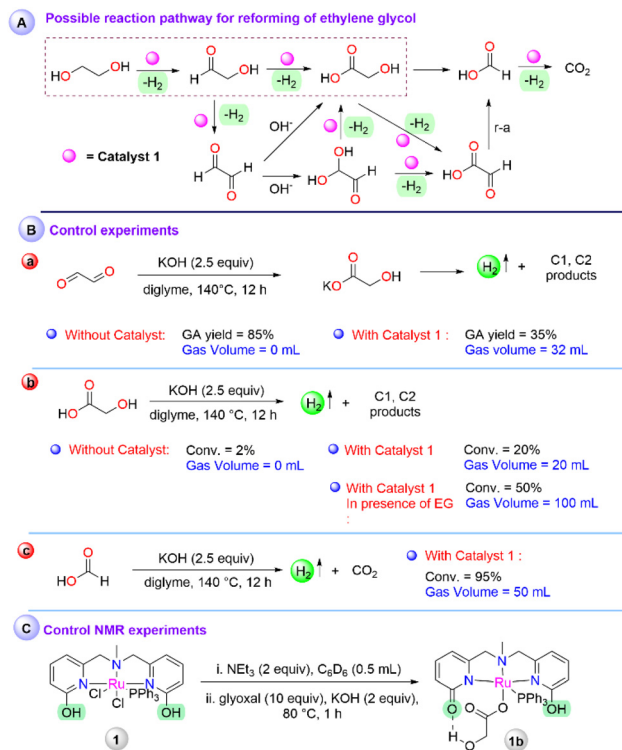 A Possible reaction pathway for reforming of ethylene glycol
HO OH -H2 O H OH -H2 O HO OH O HO H -H2 CO2
-H2 OH- -H2 -H2 r-a
= Catalyst 1
H O O H OH- OH HO H O -H2 O HO H O
B Control experiments
a
O O KOH (2.5 equiv) O KO OH H2 + C1, C2
diglyme, 140°C, 12 h products
Without Catalyst: GA yield = 85% With Catalyst 1 : GA yield = 35%
Gas Volume = 0 mL Gas volume = 32 mL
b
O HO OH KOH (2.5 equiv) H2 + C1, C2
diglyme, 140 °C, 12 h products
Without Catalyst: Conv. = 2% With Catalyst 1 Conv. = 20%
Gas Volume = 0 mL Gas Volume = 20 mL
With Catalyst 1 Conv. = 50%
In presence of EG Gas Volume = 100 mL
:
c
O HO H KOH (2.5 equiv) H2 + CO2
diglyme, 140 °C, 12 h
With Catalyst 1 :
Conv. = 95%
Gas Volume = 50 mL
C Control NMR experiments
N N Ru N Cl PPh3 Cl OH OH
1
i. NEt3 (2 equiv), C6D6 (0.5 mL)
ii. glyoxal (10 equiv), KOH (2 equiv),
80 °C, 1 h
N N Ru N PPh3 O O OH O H O
1b